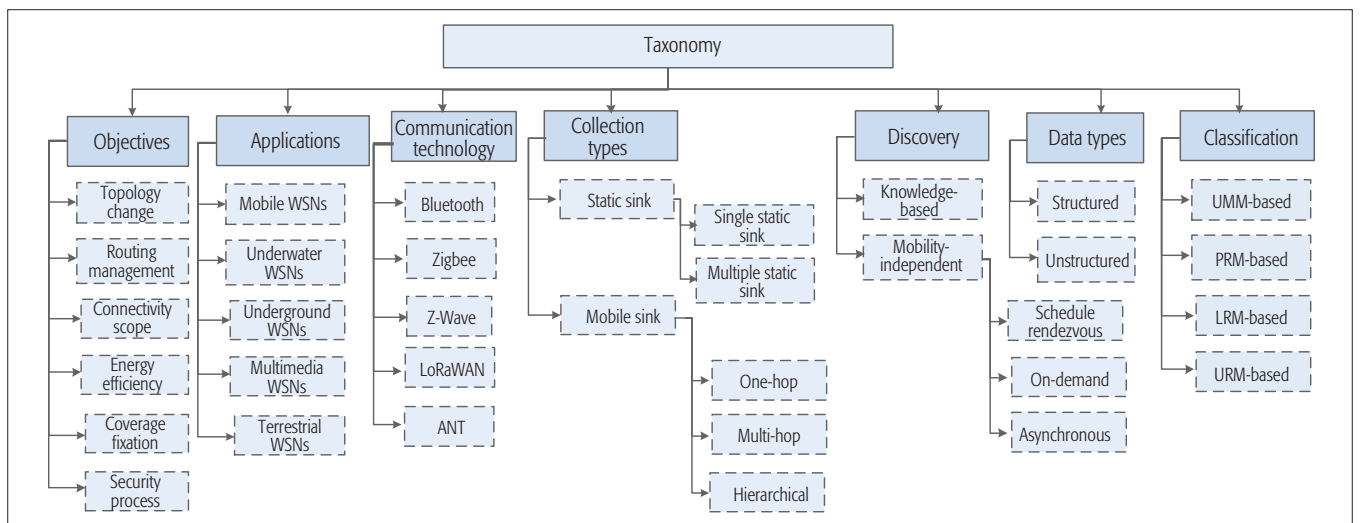 Taxonomy
Objectives
Topology
change
Routing
management
Connectivity
scope
Energy
efficiency
Coverage
fixation
Security
process
Applications
Mobile WSNs
Underwater
WSNs
Underground
WSNs
Multimedia
WSNs
Terrestrial
WSNs
Communication
technology
Bluetooth
Zigbee
Z-Wave
LoRaWAN
ANT
Collection
types
Static sink
Single static
sink
Multiple static
sink
Mobile sink
One-hop
Multi-hop
Hierarchical
Discovery
Knowledge-
based
Mobility-
independent
Schedule
rendezvous
On-demand
Asynchronous
Data types
Structured
Unstructured
Classification
UMM-based
PRM-based
LRM-based
URM-based